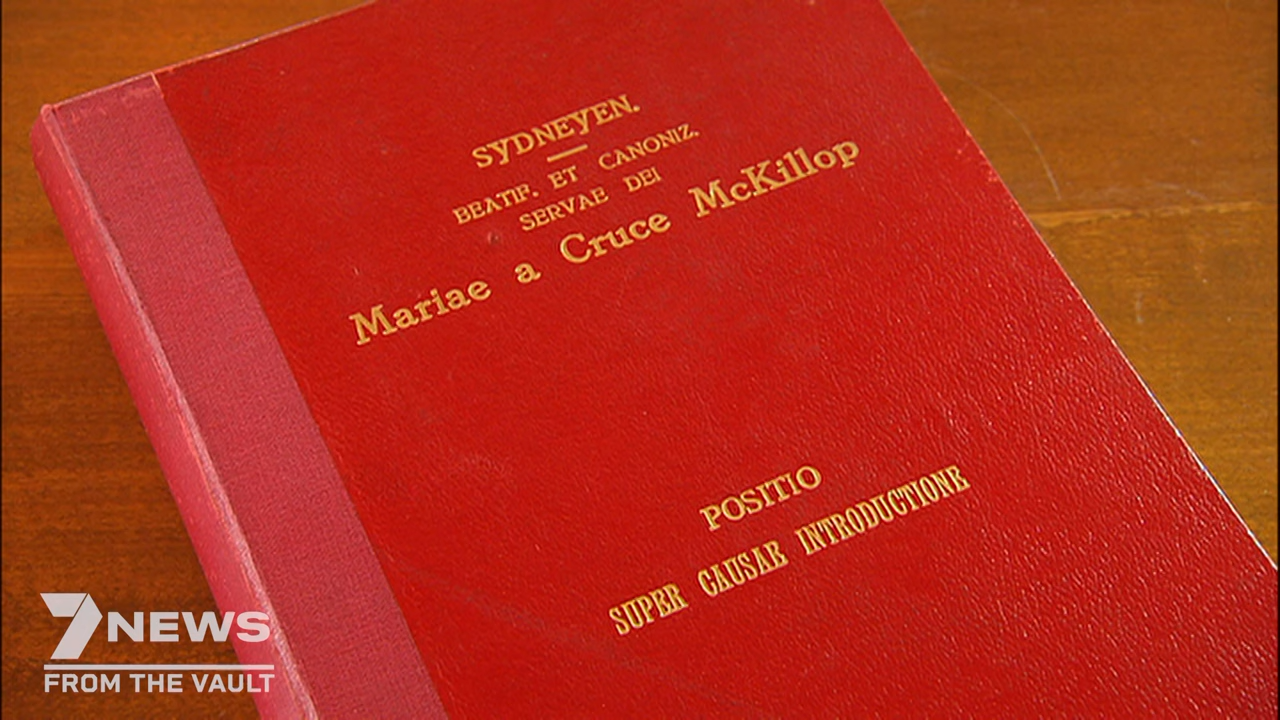 SYDNEYEN.
BEATIF. ET CANONIZ.
SERVAE DEI
Mariae a Cruce McKillop
POSITIO
SUPER CAUSAE INTRODUCTIONE
7NEWS
FROM THE VAULT